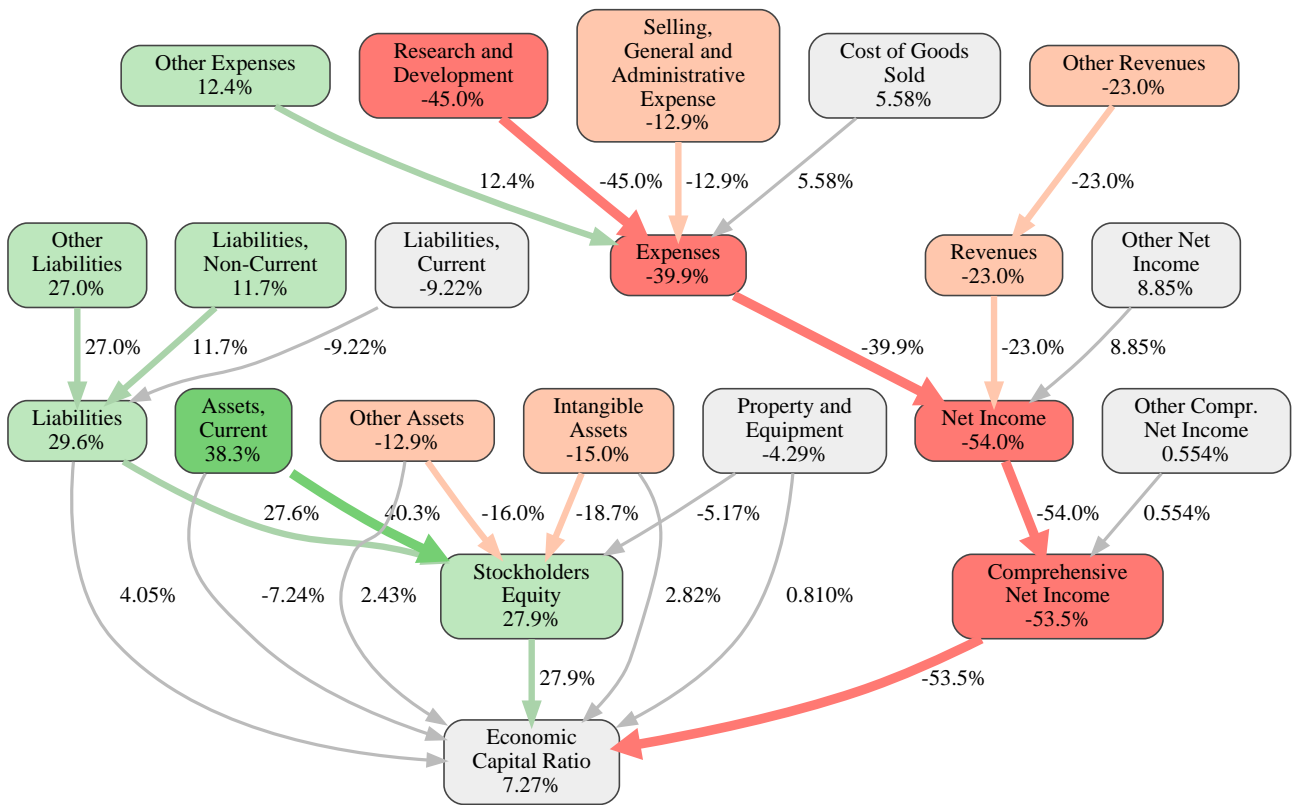 Other Expenses
12.4%
Research and
Development
-45.0%
Selling,
General and
Administrative
Expense
-12.9%
Cost of Goods
Sold
5.58%
Other Revenues
-23.0%
12.4%
-45.0%
-12.9%
5.58%
-23.0%
Other
Liabilities
27.0%
Liabilities,
Non-Current
11.7%
Liabilities,
Current
-9.22%
Expenses
-39.9%
Revenues
-23.0%
Other Net
Income
8.85%
27.0%
11.7%
-9.22%
-39.9%
-23.0%
8.85%
Liabilities
29.6%
Assets,
Current
38.3%
Other Assets
-12.9%
Intangible
Assets
-15.0%
Property and
Equipment
-4.29%
Net Income
-54.0%
Other Compr.
Net Income
0.554%
27.6%
40.3%
-16.0%
-18.7%
-5.17%
-54.0%
0.554%
4.05%
-7.24%
2.43%
Stockholders
Equity
27.9%
2.82%
0.810%
Comprehensive
Net Income
-53.5%
27.9%
-53.5%
Economic
Capital Ratio
7.27%